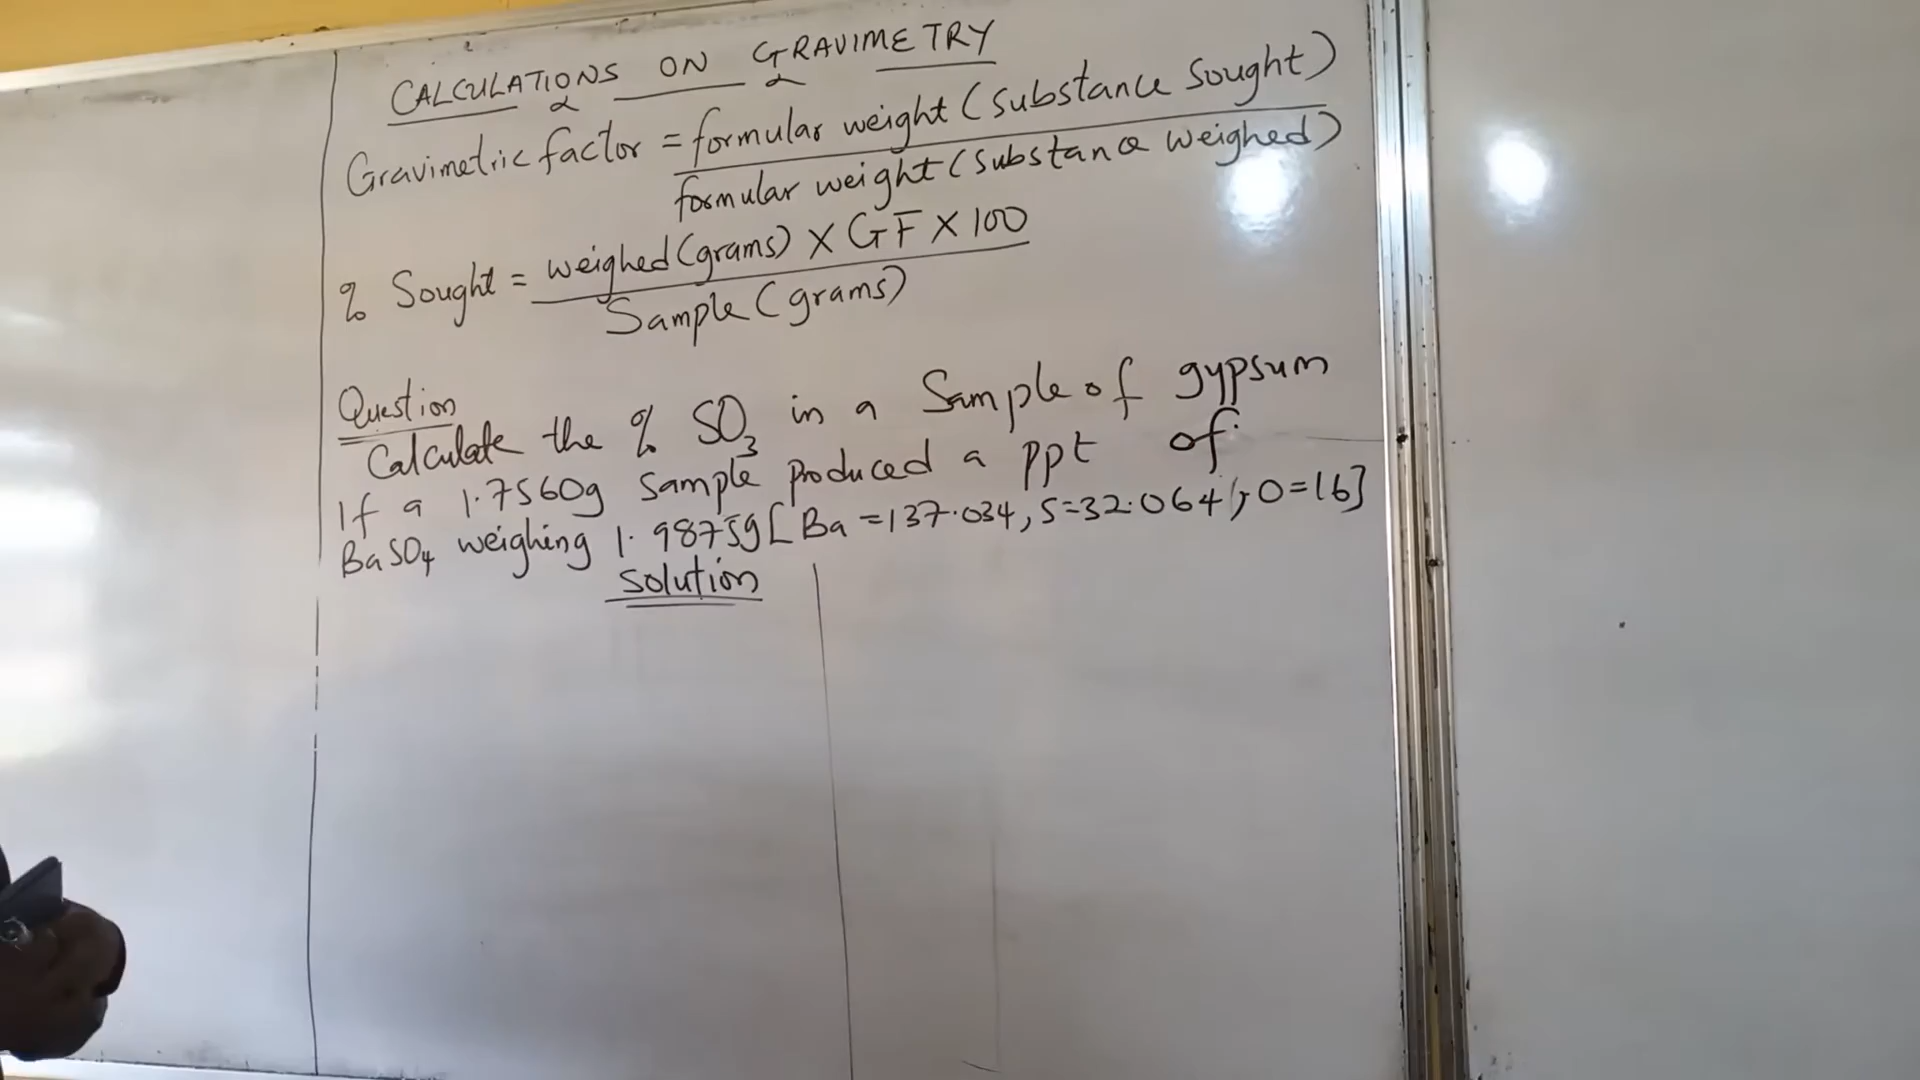 CALCULATIONS ON GRAVIMETRY
Gravimetric factor = formular weight (substance sought)
formular weight (substance weighed)
% Sought = weighed (grams) X GF X 100
Sample (grams)
Question
Calculate the % SO₃ in a Sample of gypsum
If a 1.7560g sample produced a ppt of
BaSO₄ weighing 1.9875g [Ba = 137.034, S=32.064, O=16]
Solution